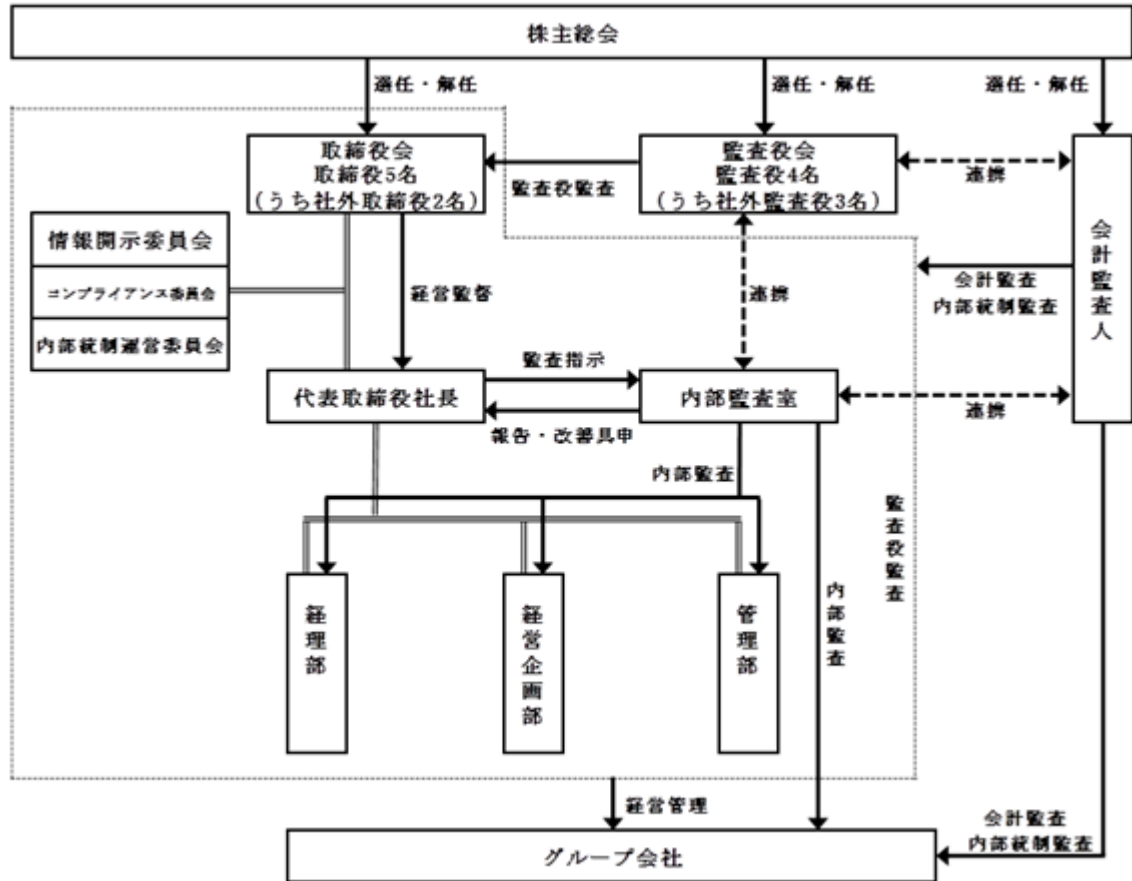 株主総会
選任・解任
選任・解任
選任・解任
取締役会
取締役5名
(うち社外取締役2名)
監査役監査
監査役会
監査役4名
(うち社外監査役3名)
連携
会計監査人
情報開示委員会
コンプライアンス委員会
内部統制運営委員会
経営監督
連携
会計監査
内部統制監査
代表取締役社長
監査指示
報告・改善具申
内部監査室
連携
内部監査
監査役監査
経理部
経営企画部
管理部
内部監査
経営管理
グループ会社
会計監査
内部統制監査